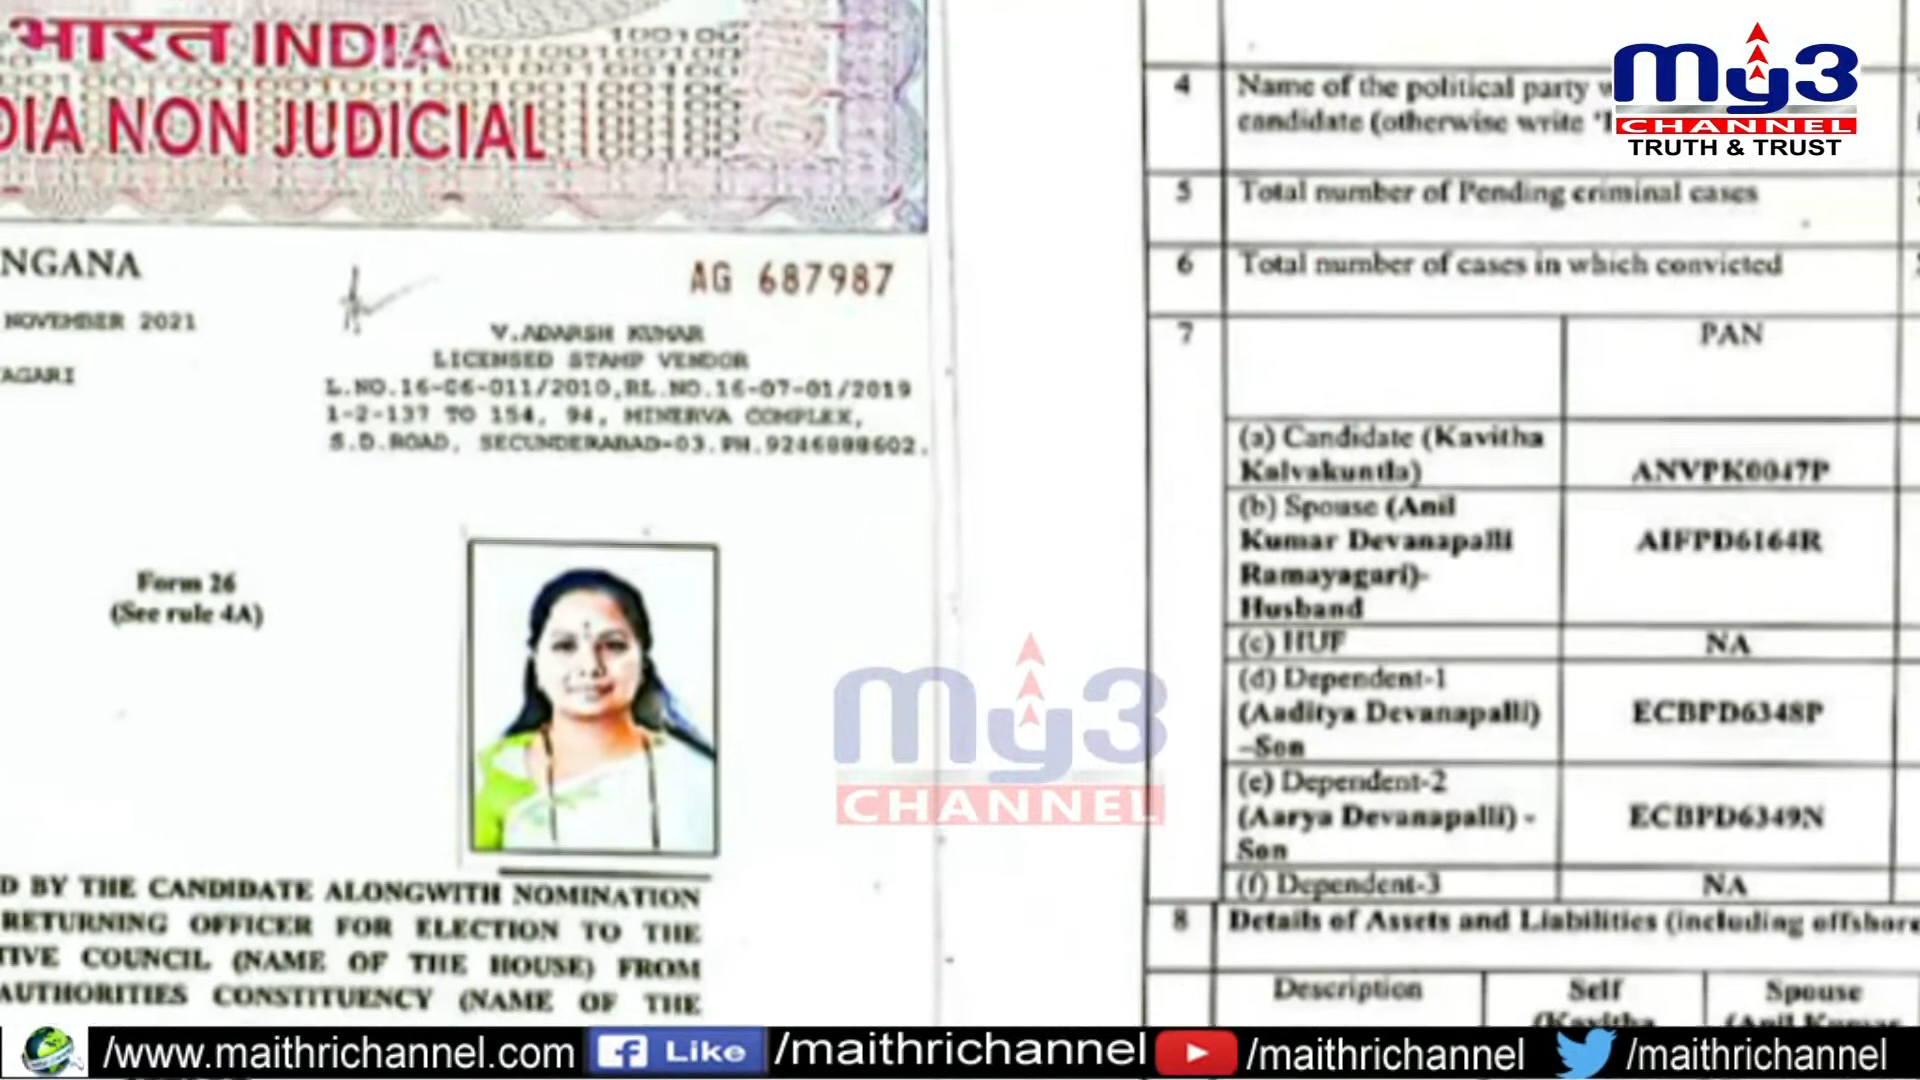 भारत INDIA
DIA NON JUDICIAL
NGANA
AG 687987
NOVEMBER 2021
AGARI
V.ADARSH KUMAR
LICENSED STAMP VENDOR
L.NO.16-06-011/2010,RL.NO.16-07-01/2019
1-2-137 TO 154, 94, MINERVA COMPLEX,
S.D.ROAD, SECUNDERABAD-03.PH.9246888602.
Form 26
(See rule 4A)
D BY THE CANDIDATE ALONGWITH NOMINATION
RETURNING OFFICER FOR ELECTION TO THE
TIVE COUNCIL (NAME OF THE HOUSE) FROM
AUTHORITIES CONSTITUENCY (NAME OF THE
my3
CHANNEL
4 Name of the political party
candidate (otherwise write
my3
CHANNEL
TRUTH & TRUST
5 Total number of Pending criminal cases
6 Total number of cases in which convicted
7 PAN
(a) Candidate (Kavitha
Kalvakuntla) ANVPK0047P
(b) Spouse (Anil
Kumar Devanapalli AIFPD6164R
Ramayagari)-
Husband
(c) HUF NA
(d) Dependent-1
(Aaditya Devanapalli) ECBPD6348P
–Son
(e) Dependent-2
(Aarya Devanapalli) - ECBPD6349N
Son
(f) Dependent-3 NA
8 Details of Assets and Liabilities (including offshore
Description Self Spouse
(Kavitha (Anil Kumar
/www.maithrichannel.com f Like /maithrichannel /maithrichannel /maithrichannel